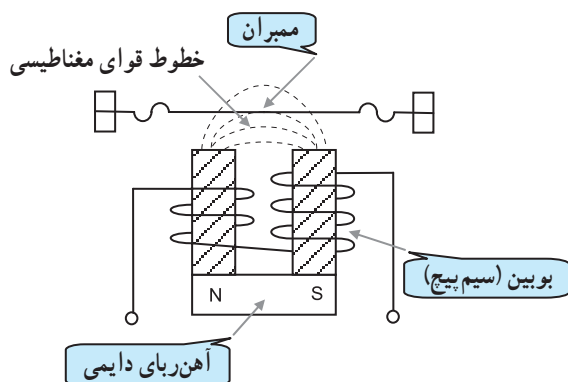 ممبران
خطوط قوای مغناطیسی
N
S
بوبین (سیم‌پیچ)
آهن‌ربای دایمی